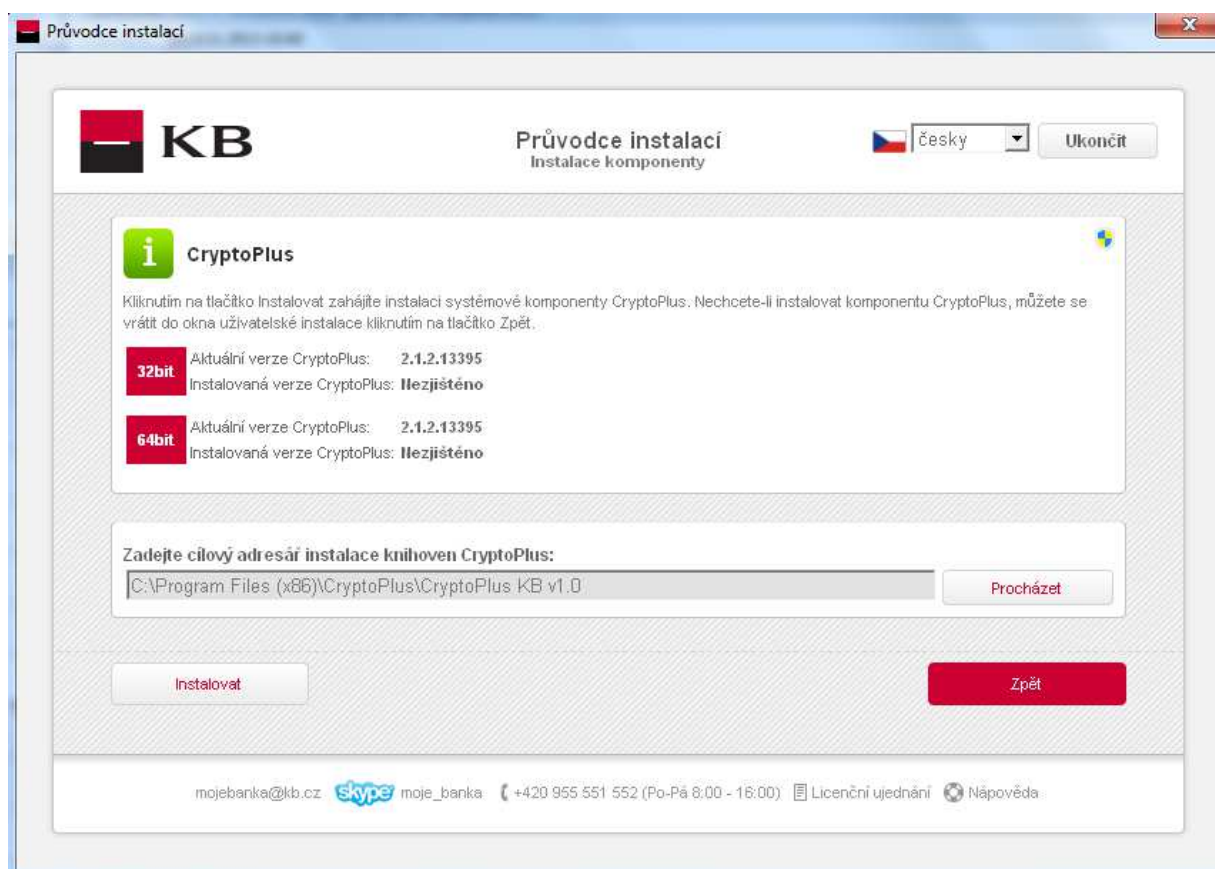 Průvodce instalací
KB
Průvodce instalací
Instalace komponenty
česky
Ukončit
CryptoPlus
Kliknutím na tlačítko Instalovat zahájíte instalaci systémové komponenty CryptoPlus. Nechcete-li instalovat komponentu CryptoPlus, můžete se
vrátit do okna uživatelské instalace kliknutím na tlačítko Zpět.
32bit
Aktuální verze CryptoPlus: 2.1.2.13395
Instalovaná verze CryptoPlus: Nezjištěno
64bit
Aktuální verze CryptoPlus: 2.1.2.13395
Instalovaná verze CryptoPlus: Nezjištěno
Zadejte cílový adresář instalace knihoven CryptoPlus:
C:\Program Files (x86)\CryptoPlus\CryptoPlus KB v1.0
Procházet
Instalovat
Zpět
mojebanka@kb.cz skype moje_banka +420 955 551 552 (Po-Pá 8:00 - 16:00) Licenční ujednání Nápověda